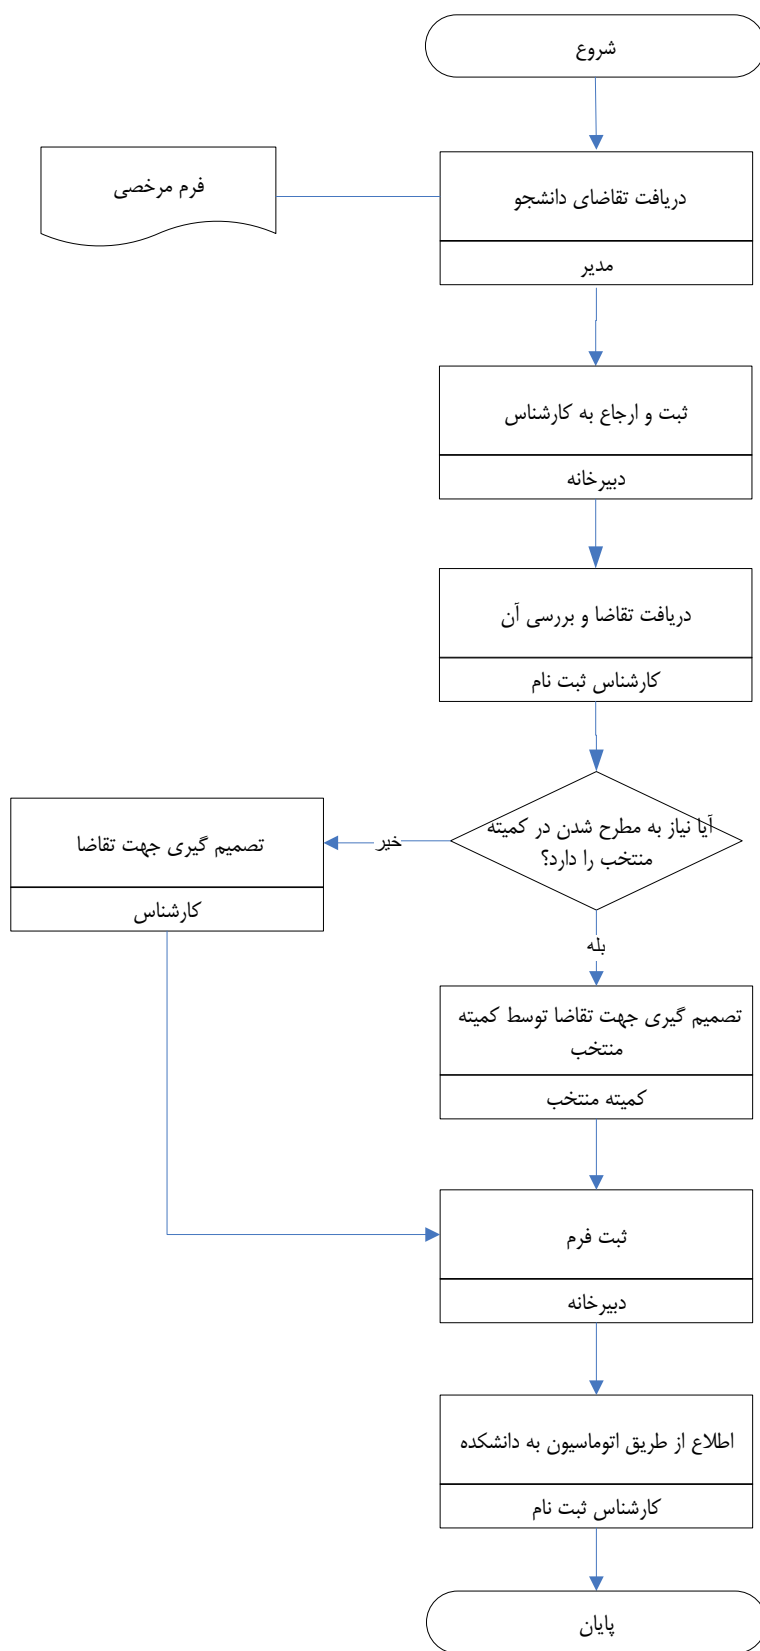 شروع
فرم مرخصی
دریافت تقاضای دانشجو
مدیر
ثبت و ارجاع به کارشناس
دبیرخانه
دریافت تقاضا و بررسی آن
کارشناس ثبت نام
آیا نیاز به مطرح شدن در کمیته
منتخب را دارد؟
خیر
تصمیم گیری جهت تقاضا
کارشناس
بله
تصمیم گیری جهت تقاضا توسط کمیته
منتخب
کمیته منتخب
ثبت فرم
دبیرخانه
اطلاع از طریق اتوماسیون به دانشکده
کارشناس ثبت نام
پایان